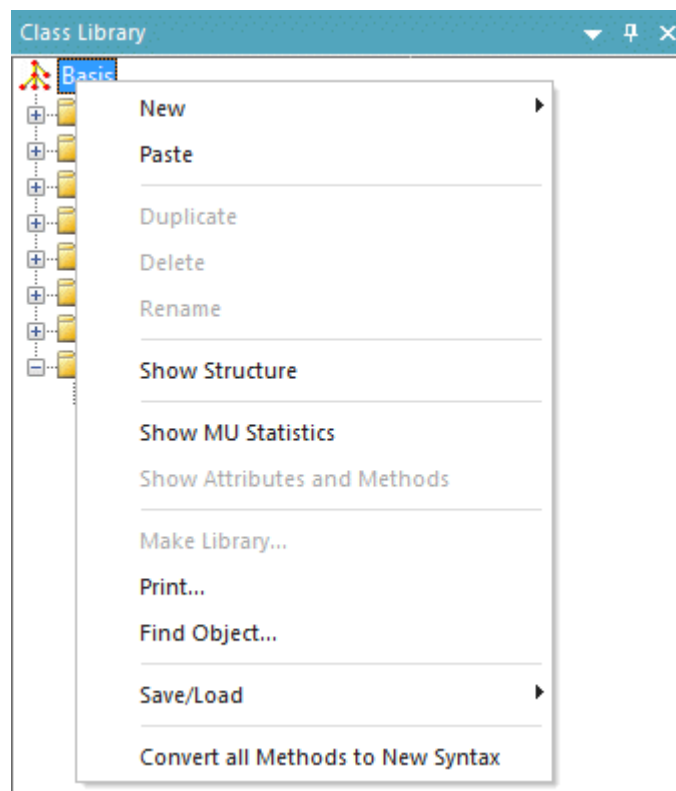 Class Library
Basis
New
Paste
Duplicate
Delete
Rename
Show Structure
Show MU Statistics
Show Attributes and Methods
Make Library...
Print...
Find Object...
Save/Load
Convert all Methods to New Syntax